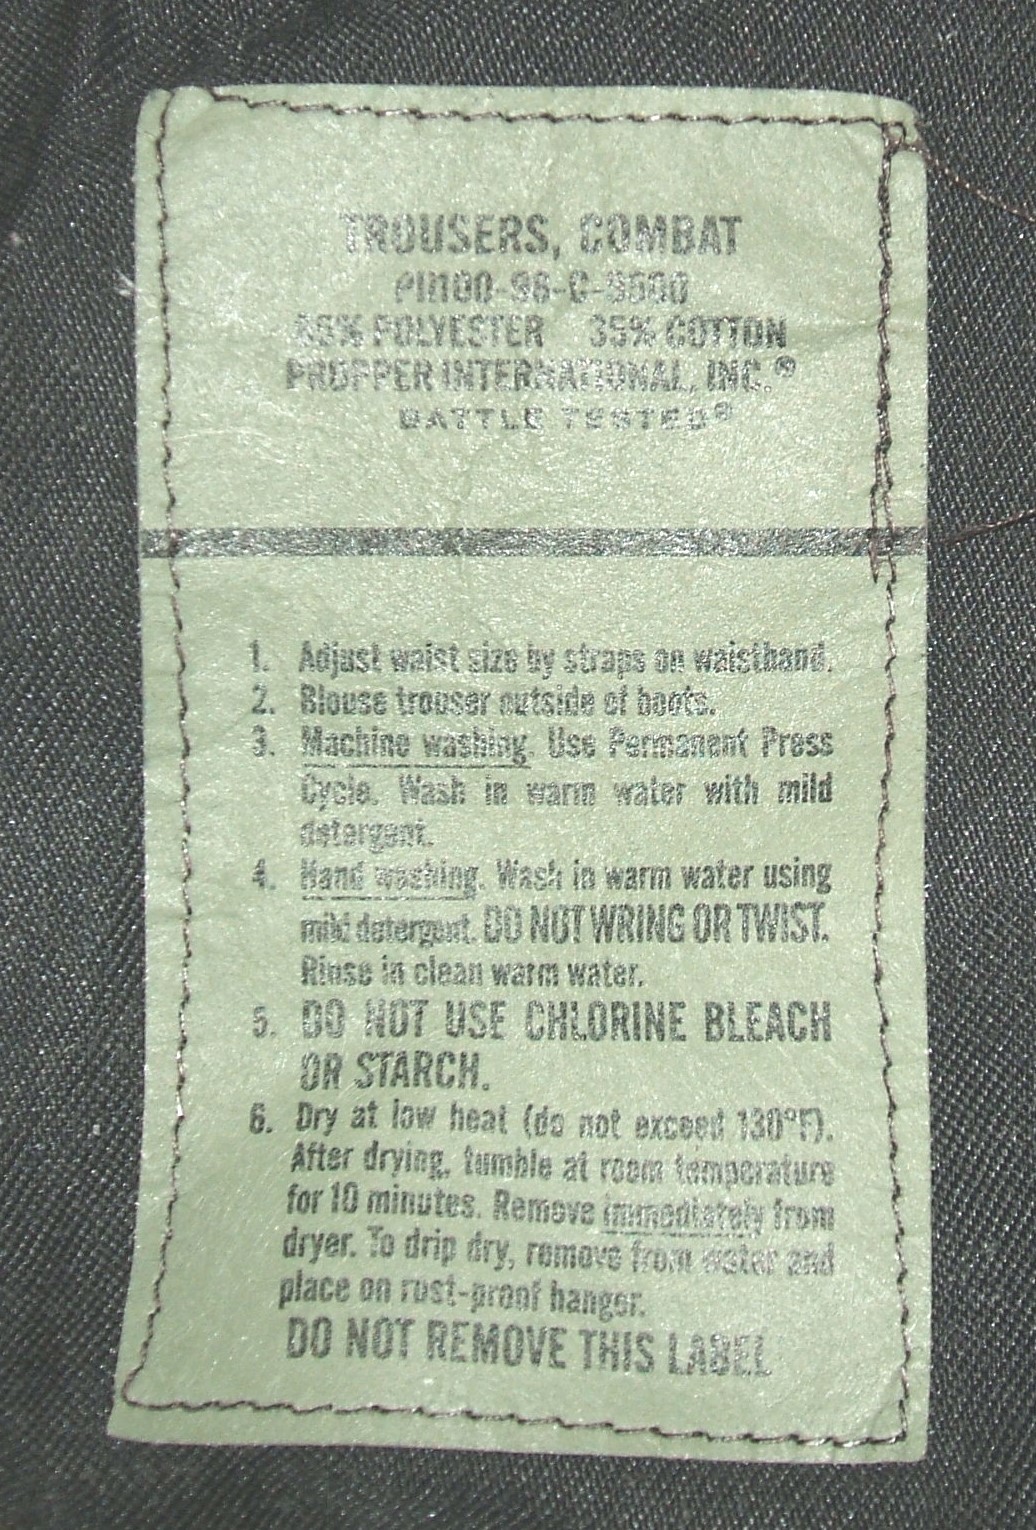 TROUSERS, COMBAT
65% POLYESTER 35% COTTON
PROPPER INTERNATIONAL, INC.®
BATTLE TESTED®
1. Adjust waist size by straps on waistband.
2. Blouse trouser outside of boots.
3. Machine washing. Use Permanent Press
Cycle. Wash in warm water with mild
detergent.
4. Hand washing. Wash in warm water using
mild detergent. DO NOT WRING OR TWIST.
Rinse in clean warm water.
5. DO NOT USE CHLORINE BLEACH
OR STARCH.
6. Dry at low heat (do not exceed 130°F).
After drying, tumble at room temperature
for 10 minutes. Remove immediately from
dryer. To drip dry, remove from water and
place on rust-proof hanger.
DO NOT REMOVE THIS LABEL